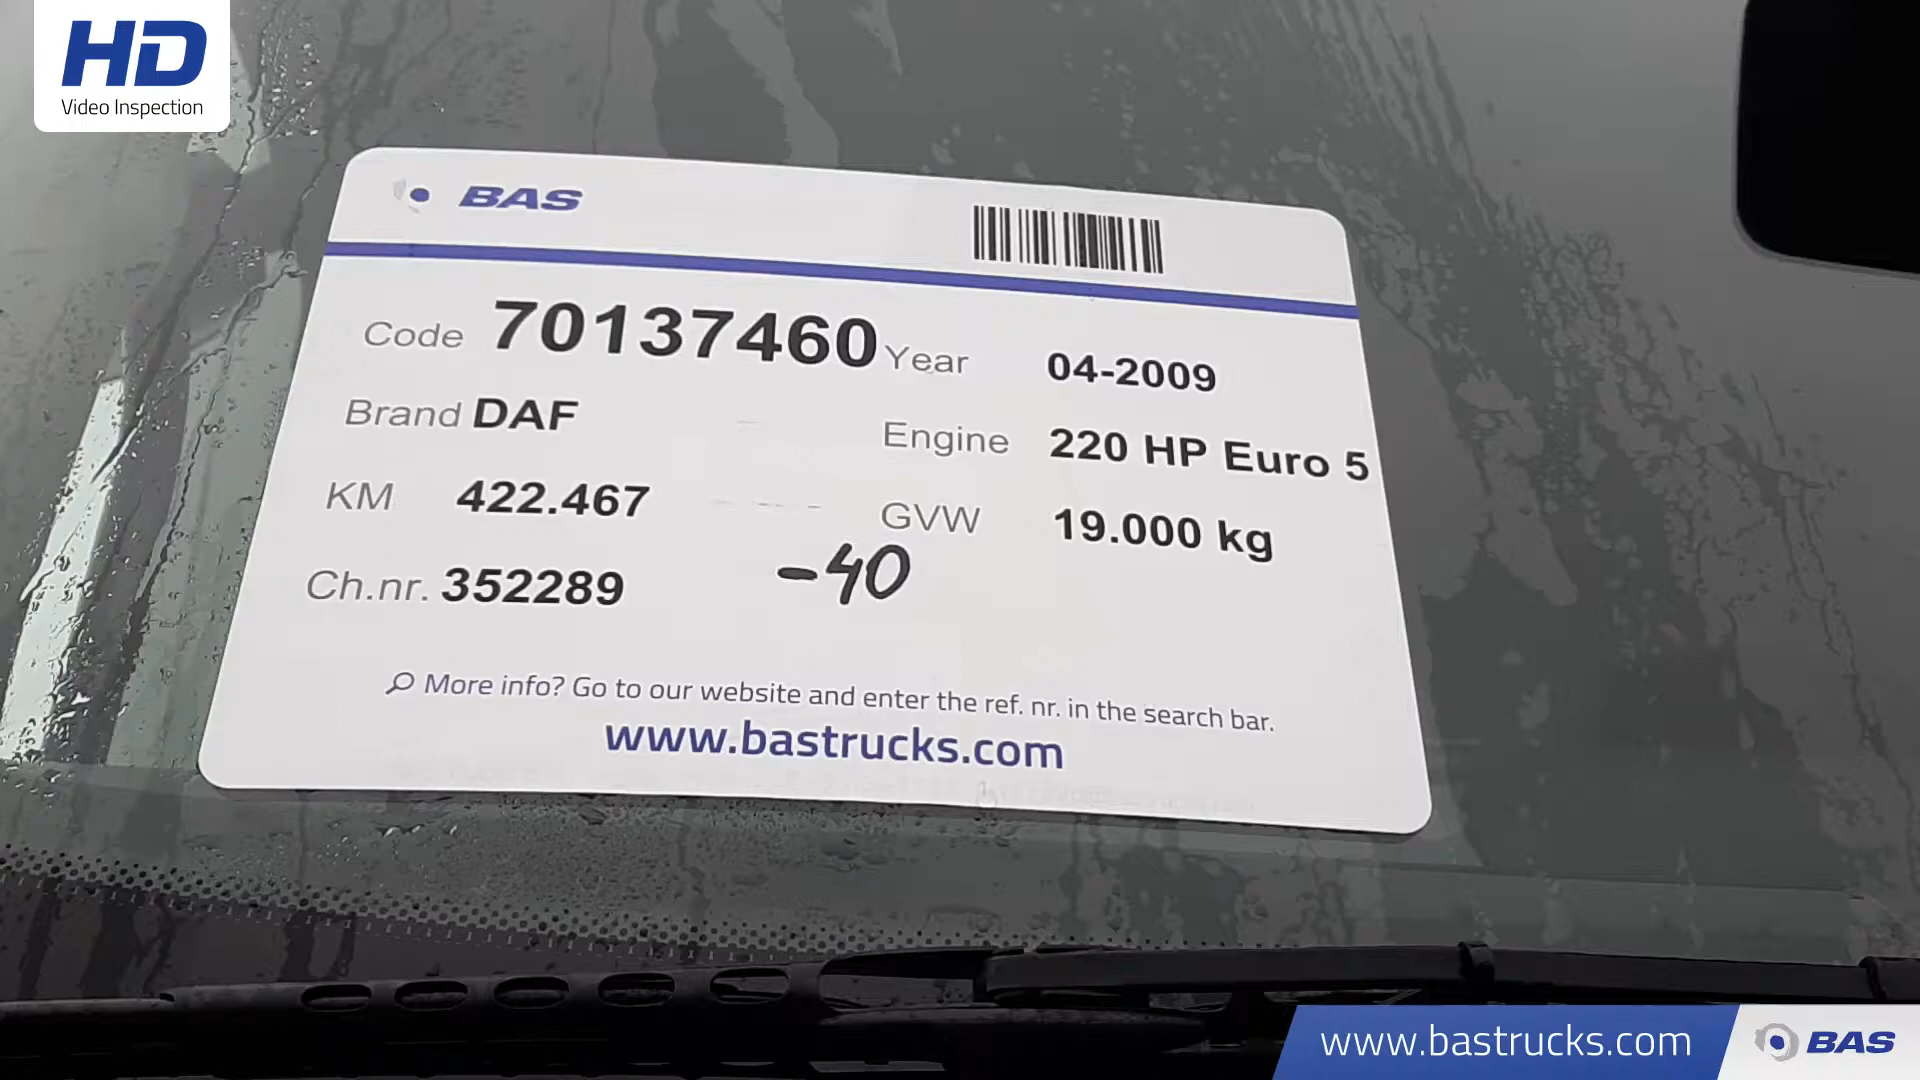 HD
Video Inspection
BAS
Code 70137460 Year 04-2009
Brand DAF Engine 220 HP Euro 5
KM 422.467 GVW 19.000 kg
Ch.nr. 352289 -40
More info? Go to our website and enter the ref. nr. in the search bar.
www.bastrucks.com
www.bastrucks.com BAS